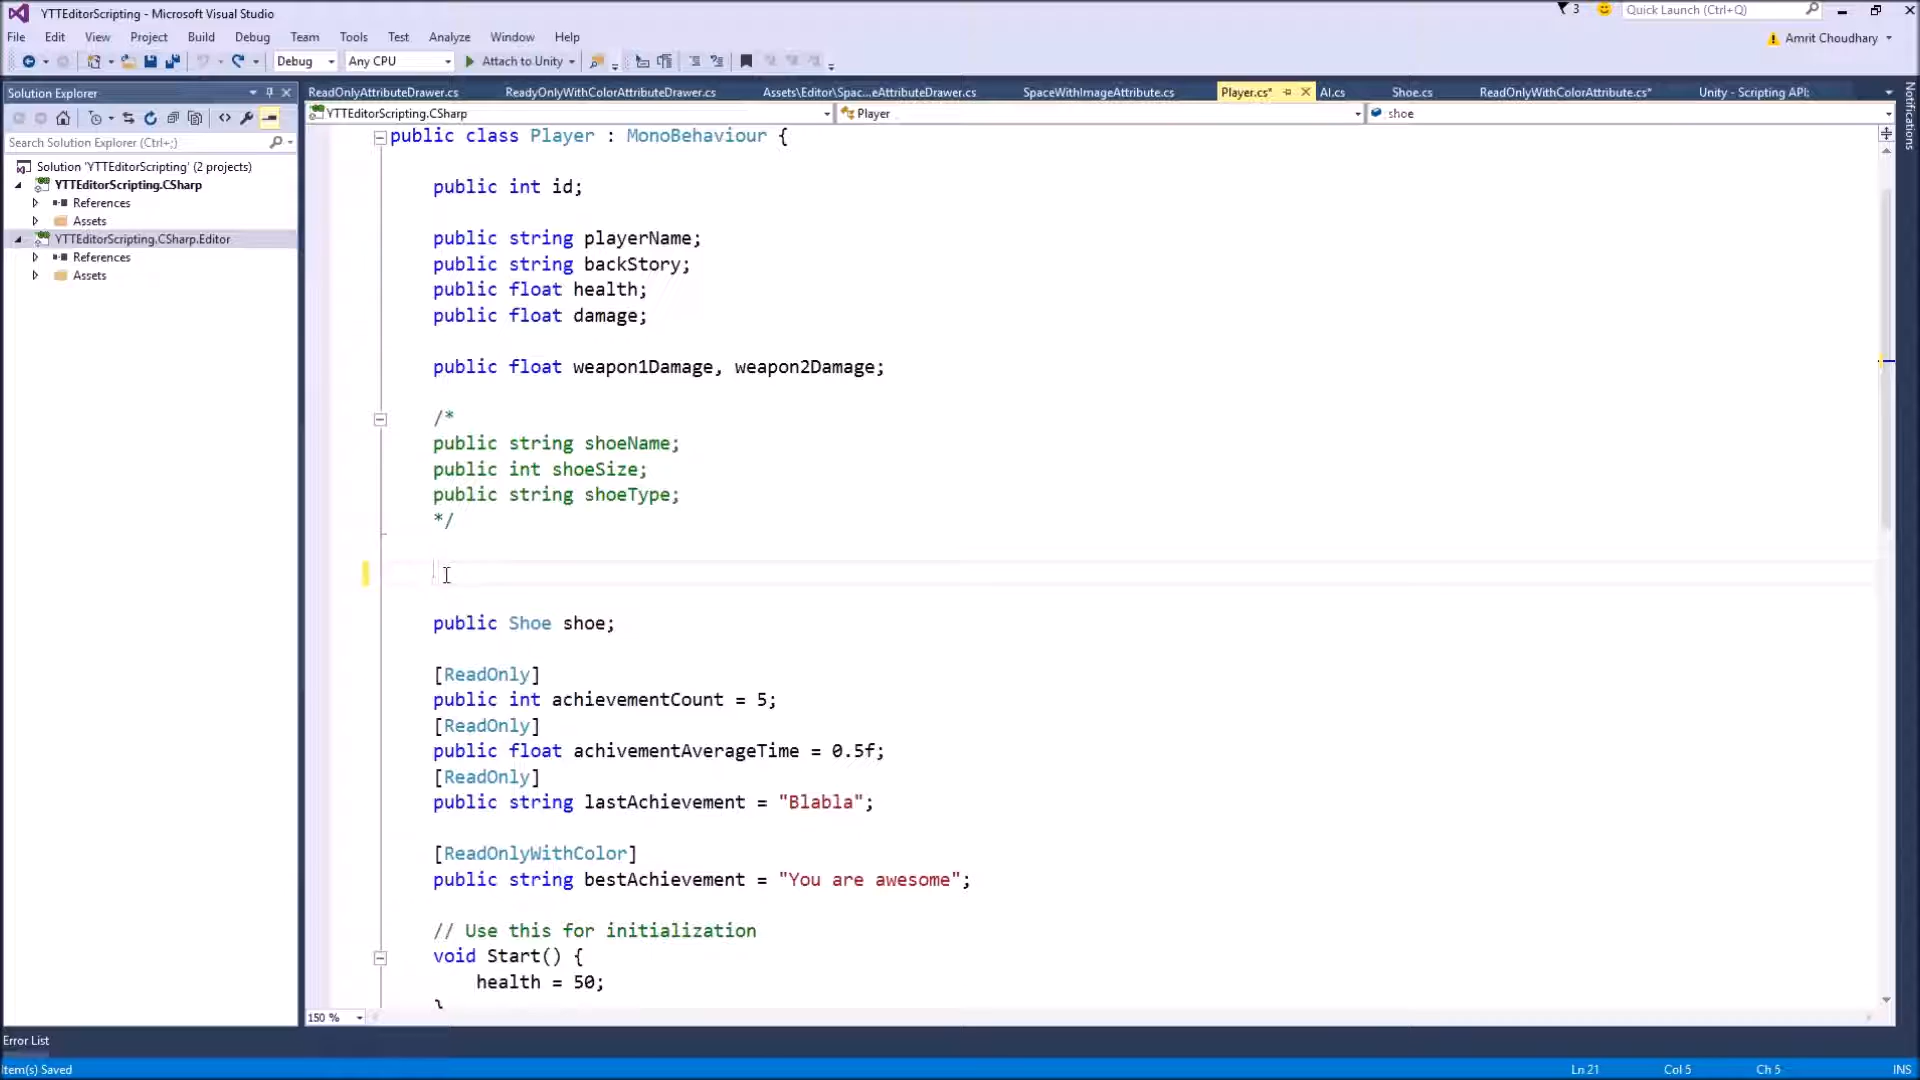 YTTEditorScripting - Microsoft Visual Studio
3
Quick Launch (Ctrl+Q)
File Edit View Project Build Debug Team Tools Test Analyze Window Help
Amrit Choudhary
Debug Any CPU Attach to Unity
Solution Explorer
ReadOnlyAttributeDrawer.cs ReadyOnlyWithColorAttributeDrawer.cs Assets\Editor\Spac...eAttributeDrawer.cs SpaceWithImageAttribute.cs Player.cs* AI.cs Shoe.cs ReadOnlyWithColorAttribute.cs* Unity - Scripting API:
Notifications
YTTEditorScripting.CSharp Player shoe
Search Solution Explorer (Ctrl+;)
Solution 'YTTEditorScripting' (2 projects)
YTTEditorScripting.CSharp
References
Assets
YTTEditorScripting.CSharp.Editor
References
Assets
public class Player : MonoBehaviour {
public int id;
public string playerName;
public string backStory;
public float health;
public float damage;
public float weapon1Damage, weapon2Damage;
/*
public string shoeName;
public int shoeSize;
public string shoeType;
*/
public Shoe shoe;
[ReadOnly]
public int achievementCount = 5;
[ReadOnly]
public float achivementAverageTime = 0.5f;
[ReadOnly]
public string lastAchievement = "Blabla";
[ReadOnlyWithColor]
public string bestAchievement = "You are awesome";
// Use this for initialization
void Start() {
health = 50;
}
150 %
Error List
Item(s) Saved
Ln 21 Col 5 Ch 5 INS